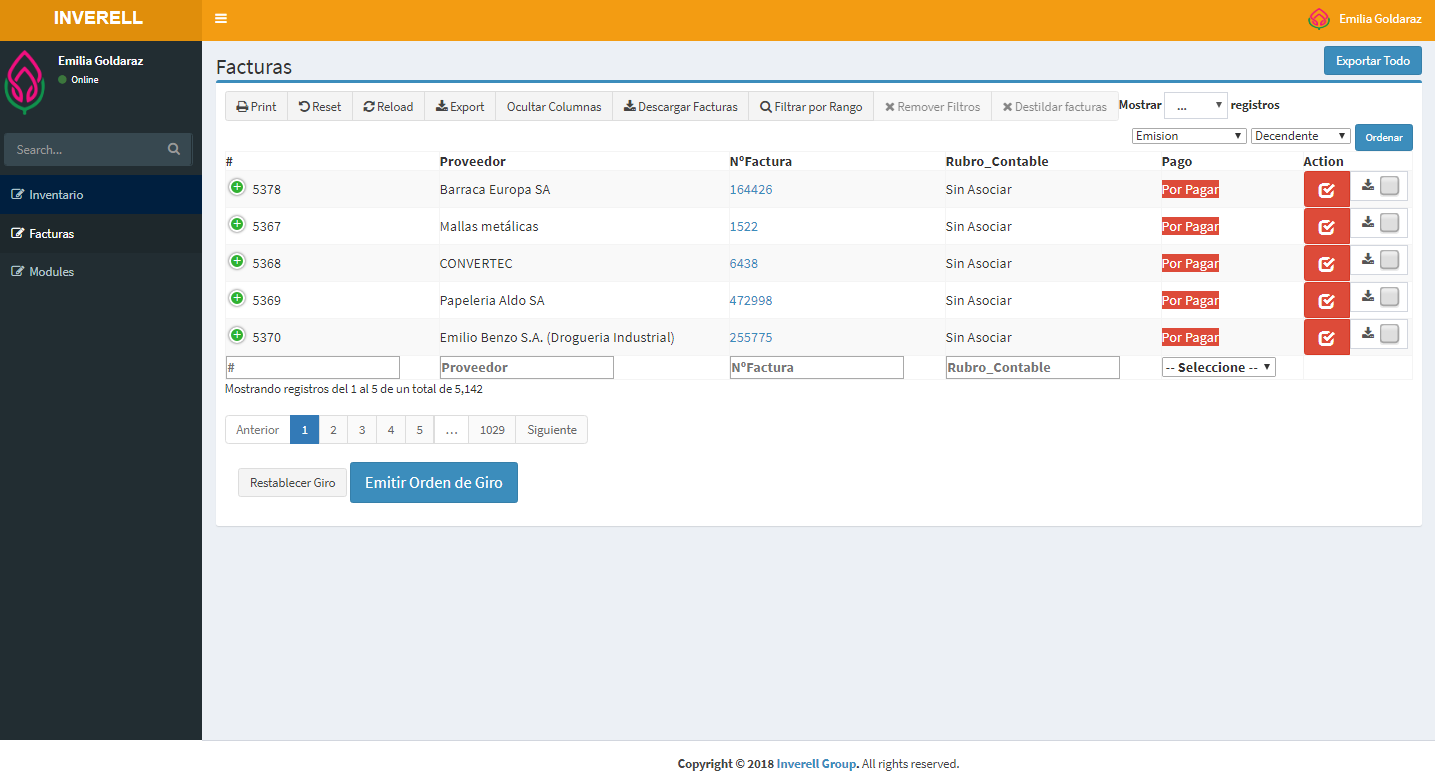 INVERELL
Emilia Goldaraz
Emilia Goldaraz
Online
Search...
Inventario
Facturas
Modules
Facturas
Exportar Todo
Print Reset Reload Export Ocultar Columnas Descargar Facturas Filtrar por Rango Remover Filtros Destildar facturas Mostrar ... registros
Emision Decendente Ordenar
# Proveedor NºFactura Rubro_Contable Pago Action
5378 Barraca Europa SA 164426 Sin Asociar Por Pagar
5367 Mallas metálicas 1522 Sin Asociar Por Pagar
5368 CONVERTEC 6438 Sin Asociar Por Pagar
5369 Papeleria Aldo SA 472998 Sin Asociar Por Pagar
5370 Emilio Benzo S.A. (Drogueria Industrial) 255775 Sin Asociar Por Pagar
# Proveedor NºFactura Rubro_Contable -- Seleccione --
Mostrando registros del 1 al 5 de un total de 5,142
Anterior 1 2 3 4 5 ... 1029 Siguiente
Restablecer Giro Emitir Orden de Giro
Copyright © 2018 Inverell Group. All rights reserved.